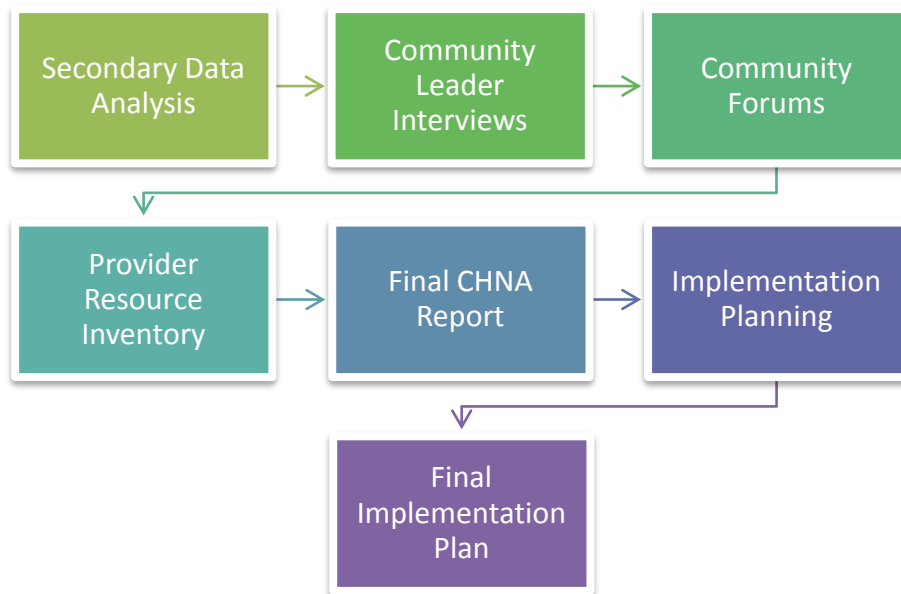 Secondary Data
Analysis
Community
Leader
Interviews
Community
Forums
Provider
Resource
Inventory
Final CHNA
Report
Implementation
Planning
Final
Implementation
Plan